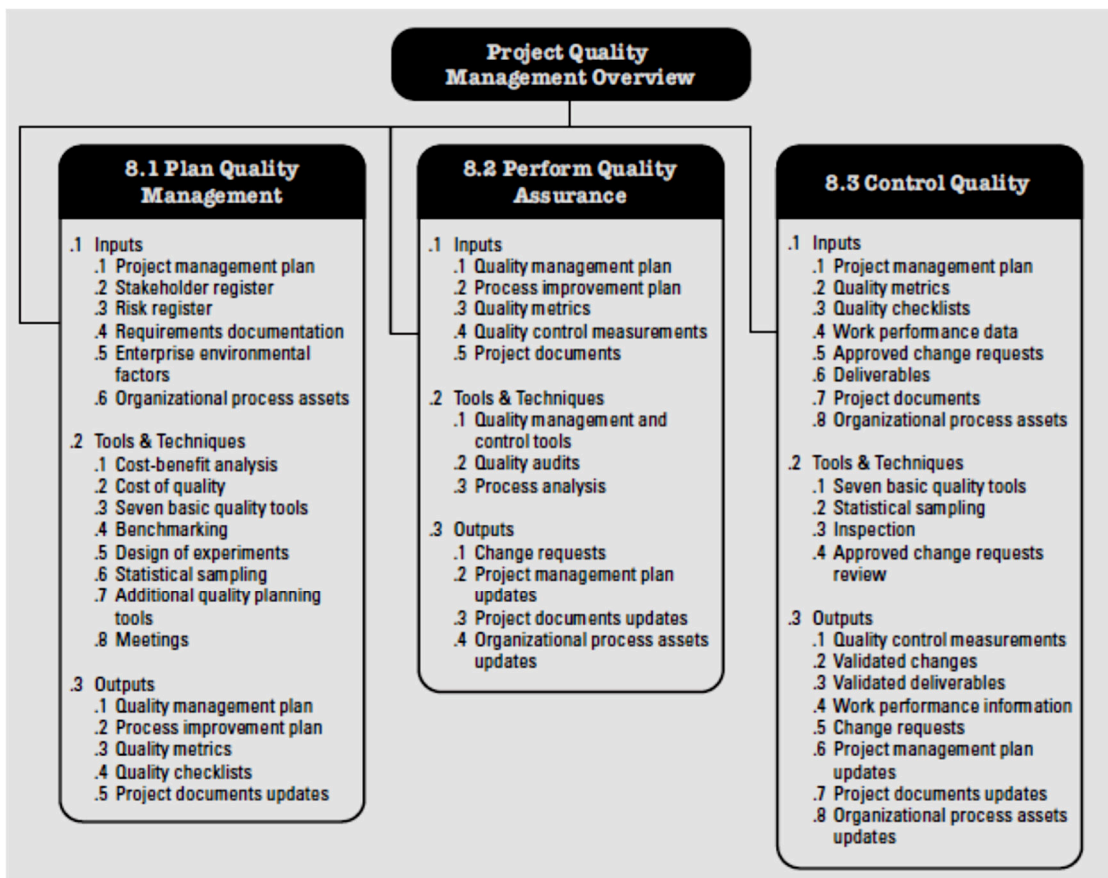 Project Quality
Management Overview
8.1 Plan Quality
Management
.1 Inputs
.1 Project management plan
.2 Stakeholder register
.3 Risk register
.4 Requirements documentation
.5 Enterprise environmental
factors
.6 Organizational process assets
.2 Tools & Techniques
.1 Cost-benefit analysis
.2 Cost of quality
.3 Seven basic quality tools
.4 Benchmarking
.5 Design of experiments
.6 Statistical sampling
.7 Additional quality planning
tools
.8 Meetings
.3 Outputs
.1 Quality management plan
.2 Process improvement plan
.3 Quality metrics
.4 Quality checklists
.5 Project documents updates
8.2 Perform Quality
Assurance
.1 Inputs
.1 Quality management plan
.2 Process improvement plan
.3 Quality metrics
.4 Quality control measurements
.5 Project documents
.2 Tools & Techniques
.1 Quality management and
control tools
.2 Quality audits
.3 Process analysis
.3 Outputs
.1 Change requests
.2 Project management plan
updates
.3 Project documents updates
.4 Organizational process assets
updates
8.3 Control Quality
.1 Inputs
.1 Project management plan
.2 Quality metrics
.3 Quality checklists
.4 Work performance data
.5 Approved change requests
.6 Deliverables
.7 Project documents
.8 Organizational process assets
.2 Tools & Techniques
.1 Seven basic quality tools
.2 Statistical sampling
.3 Inspection
.4 Approved change requests
review
.3 Outputs
.1 Quality control measurements
.2 Validated changes
.3 Validated deliverables
.4 Work performance information
.5 Change requests
.6 Project management plan
updates
.7 Project documents updates
.8 Organizational process assets
updates